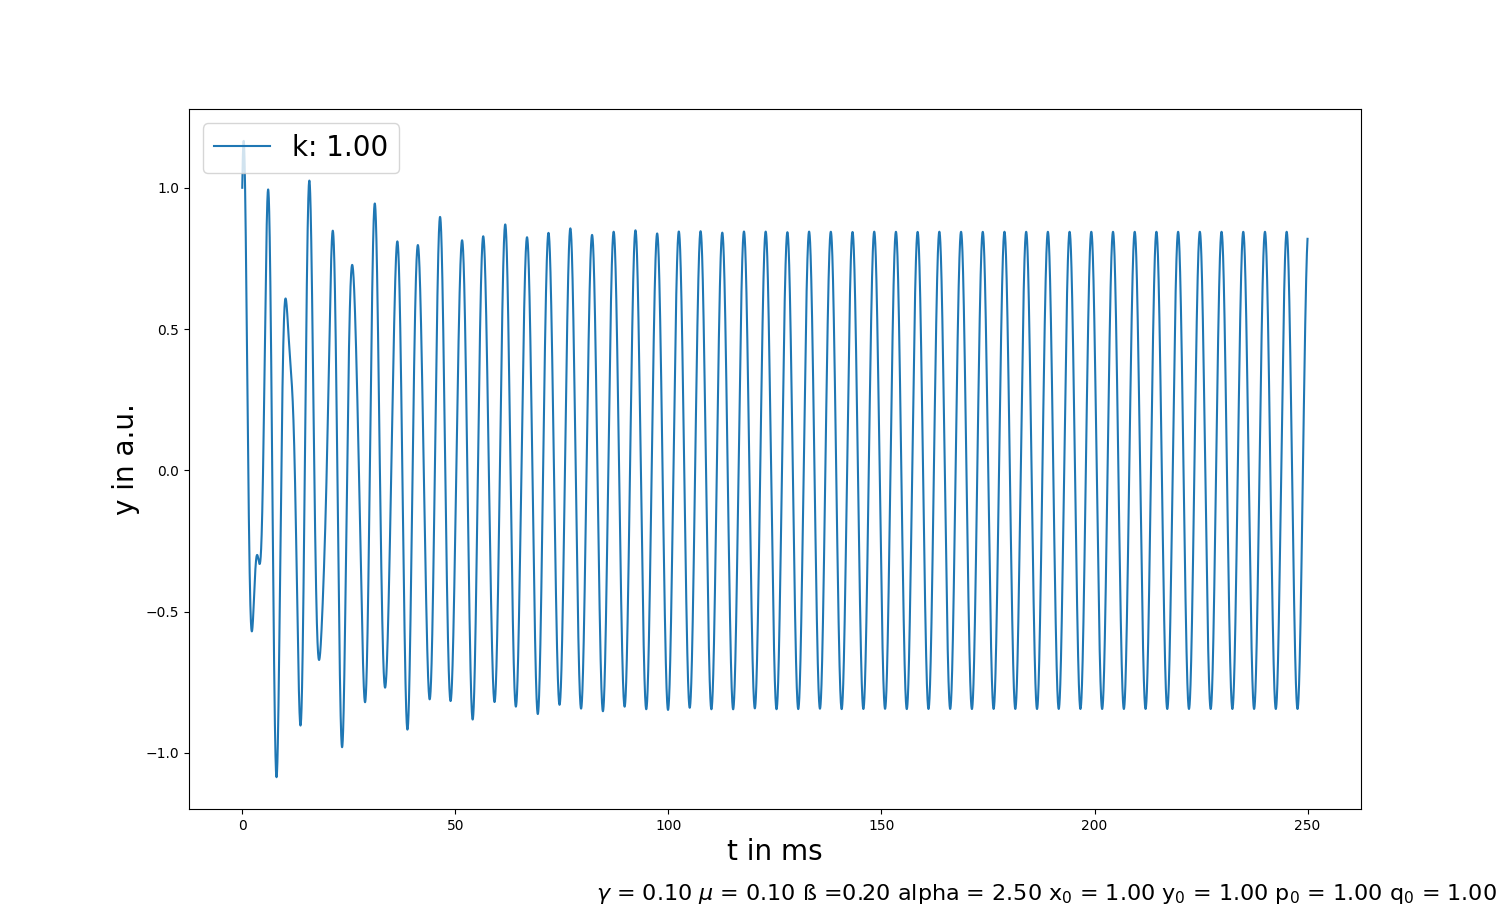 k: 1.00
1.0
0.5
0.0
−0.5
−1.0
y in a.u.
0 50 100 150 200 250
t in ms
γ = 0.10 μ = 0.10 ß =0.20 alpha = 2.50 x₀ = 1.00 y₀ = 1.00 p₀ = 1.00 q₀ = 1.00